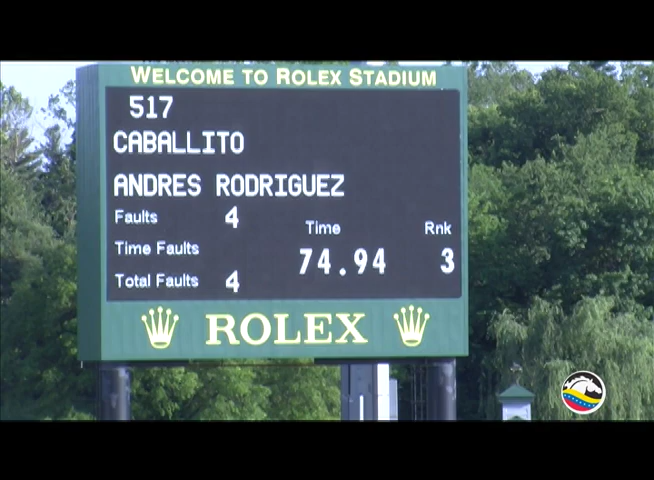 WELCOME TO ROLEX STADIUM
517
CABALLITO
ANDRES RODRIGUEZ
Faults 4
Time Rnk
Time Faults
74.94 3
Total Faults 4
ROLEX